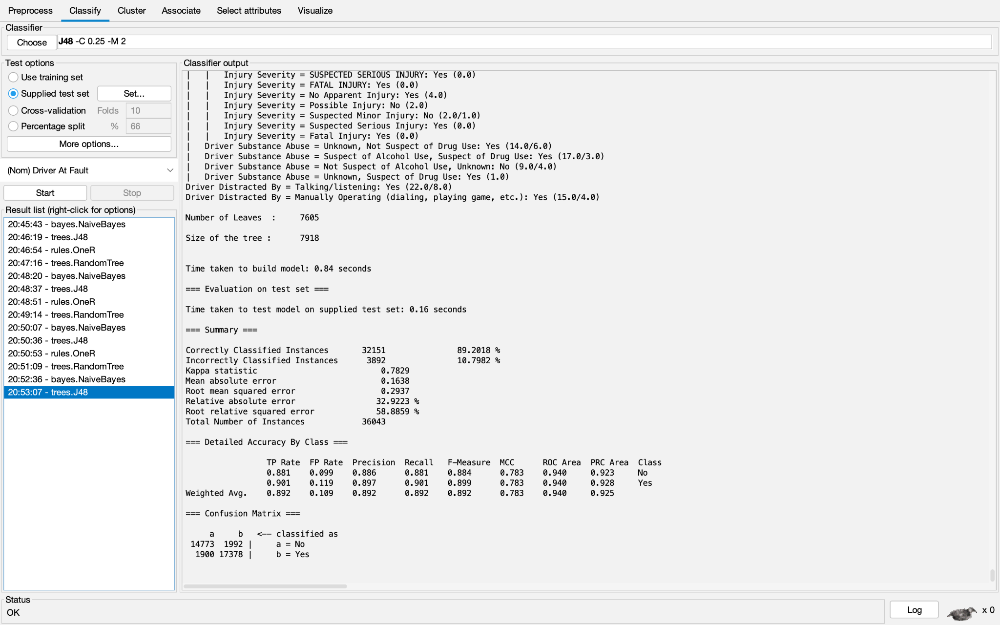 Preprocess Classify Cluster Associate Select attributes Visualize
Classifier
Choose J48 -C 0.25 -M 2
Test options
Use training set
Supplied test set Set...
Cross-validation Folds 10
Percentage split % 66
More options...
(Nom) Driver At Fault
Start Stop
Result list (right-click for options)
20:45:43 - bayes.NaiveBayes
20:46:19 - trees.J48
20:46:54 - rules.OneR
20:47:16 - trees.RandomTree
20:48:20 - bayes.NaiveBayes
20:48:37 - trees.J48
20:48:51 - rules.OneR
20:49:14 - trees.RandomTree
20:50:07 - bayes.NaiveBayes
20:50:36 - trees.J48
20:50:53 - rules.OneR
20:51:09 - trees.RandomTree
20:52:36 - bayes.NaiveBayes
20:53:07 - trees.J48
Classifier output
| | Injury Severity = SUSPECTED SERIOUS INJURY: Yes (0.0)
| | Injury Severity = FATAL INJURY: Yes (0.0)
| | Injury Severity = No Apparent Injury: Yes (4.0)
| | Injury Severity = Possible Injury: No (2.0)
| | Injury Severity = Suspected Minor Injury: No (2.0/1.0)
| | Injury Severity = Suspected Serious Injury: Yes (0.0)
| | Injury Severity = Fatal Injury: Yes (0.0)
| Driver Substance Abuse = Unknown, Not Suspect of Drug Use: Yes (14.0/6.0)
| Driver Substance Abuse = Suspect of Alcohol Use, Suspect of Drug Use: Yes (17.0/3.0)
| Driver Substance Abuse = Not Suspect of Alcohol Use, Unknown: No (9.0/4.0)
| Driver Substance Abuse = Unknown, Suspect of Drug Use: Yes (1.0)
Driver Distracted By = Talking/listening: Yes (22.0/8.0)
Driver Distracted By = Manually Operating (dialing, playing game, etc.): Yes (15.0/4.0)
Number of Leaves : 7605
Size of the tree : 7918
Time taken to build model: 0.84 seconds
=== Evaluation on test set ===
Time taken to test model on supplied test set: 0.16 seconds
=== Summary ===
Correctly Classified Instances 32151 89.2018 %
Incorrectly Classified Instances 3892 10.7982 %
Kappa statistic 0.7829
Mean absolute error 0.1638
Root mean squared error 0.2937
Relative absolute error 32.9223 %
Root relative squared error 58.8859 %
Total Number of Instances 36043
=== Detailed Accuracy By Class ===
TP Rate FP Rate Precision Recall F-Measure MCC ROC Area PRC Area Class
0.881 0.099 0.886 0.881 0.884 0.783 0.940 0.923 No
0.901 0.119 0.897 0.901 0.899 0.783 0.940 0.928 Yes
Weighted Avg. 0.892 0.109 0.892 0.892 0.892 0.783 0.940 0.925
=== Confusion Matrix ===
a b <-- classified as
14773 1992 | a = No
1900 17378 | b = Yes
Status
OK
Log x 0